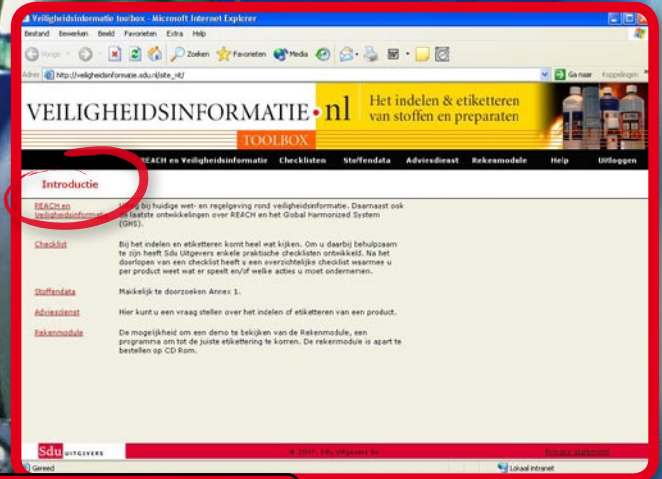 Veiligheidsinformatie toolbox - Microsoft Internet Explorer
Bestand Bewerken Beeld Favorieten Extra Help
Vorige Zoeken Favorieten Media
Adres http://veiligheidsinformatie.sdu.nl/site_vit/ Ga naar Koppelingen
VEILIGHEIDSINFORMATIE • nl
Het indelen & etiketteren
van stoffen en preparaten
TOOLBOX
REACH en Veiligheidsinformatie Checklisten Stoffendata Adviesdienst Rekenmodule Help Uitloggen
Introductie
REACH en Veiligheidsinformatie
bij huidige wet- en regelgeving rond veiligheidsinformatie. Daarnaast ook
de laatste ontwikkelingen over REACH en het Global Harmonized System
(GHS).
Checklist
Bij het indelen en etiketteren komt heel wat kijken. Om u daarbij behulpzaam
te zijn heeft Sdu Uitgevers enkele praktische checklisten ontwikkeld. Na het
doorlopen van een checklist heeft u een overzichtelijke checklist waarmee u
per product weet wat er speelt en/of welke acties u moet ondernemen.
Stoffendata
Makkelijk te doorzoeken Annex 1.
Adviesdienst
Hier kunt u een vraag stellen over het indelen of etiketteren van een product.
Rekenmodule
De mogelijkheid om een demo te bekijken van de Rekenmodule, een
programma om tot de juiste etikettering te komen. De rekenmodule is apart te
bestellen op CD Rom.
Sdu UITGEVERS © 2007, Sdu Uitgevers bv Privacy statement
Gereed Lokaal intranet